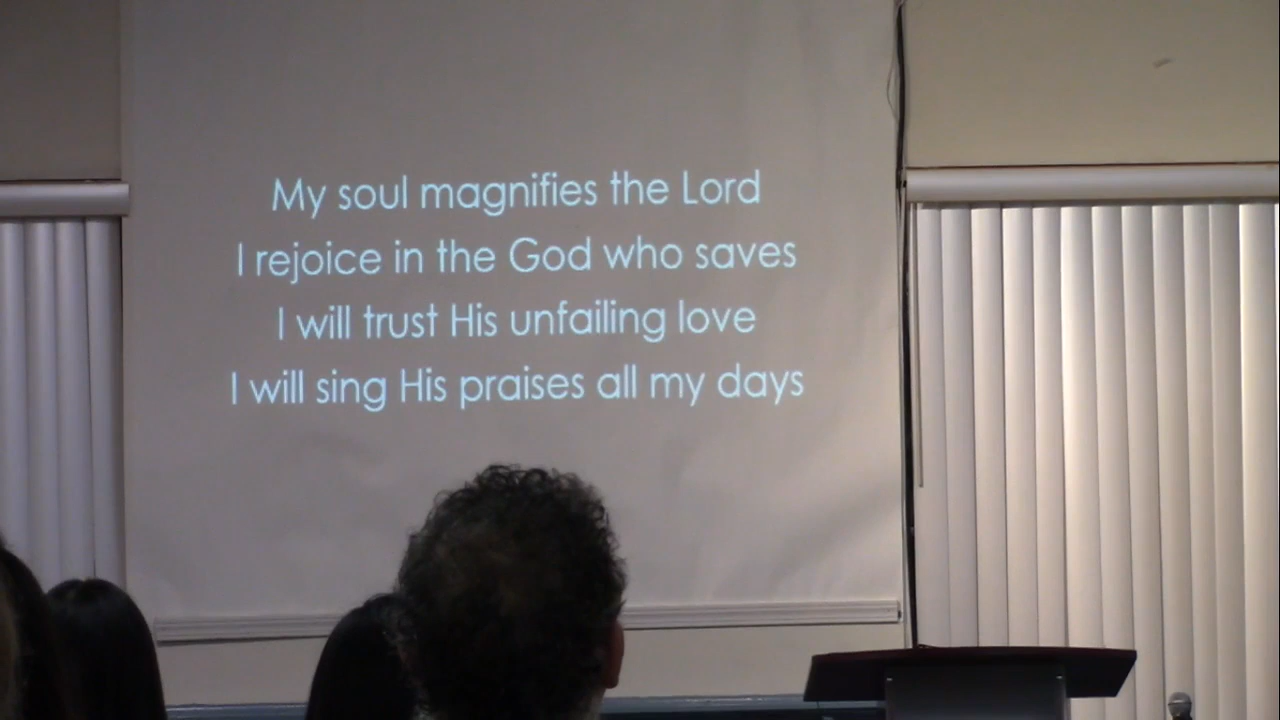 My soul magnifies the Lord
I rejoice in the God who saves
I will trust His unfailing love
I will sing His praises all my days